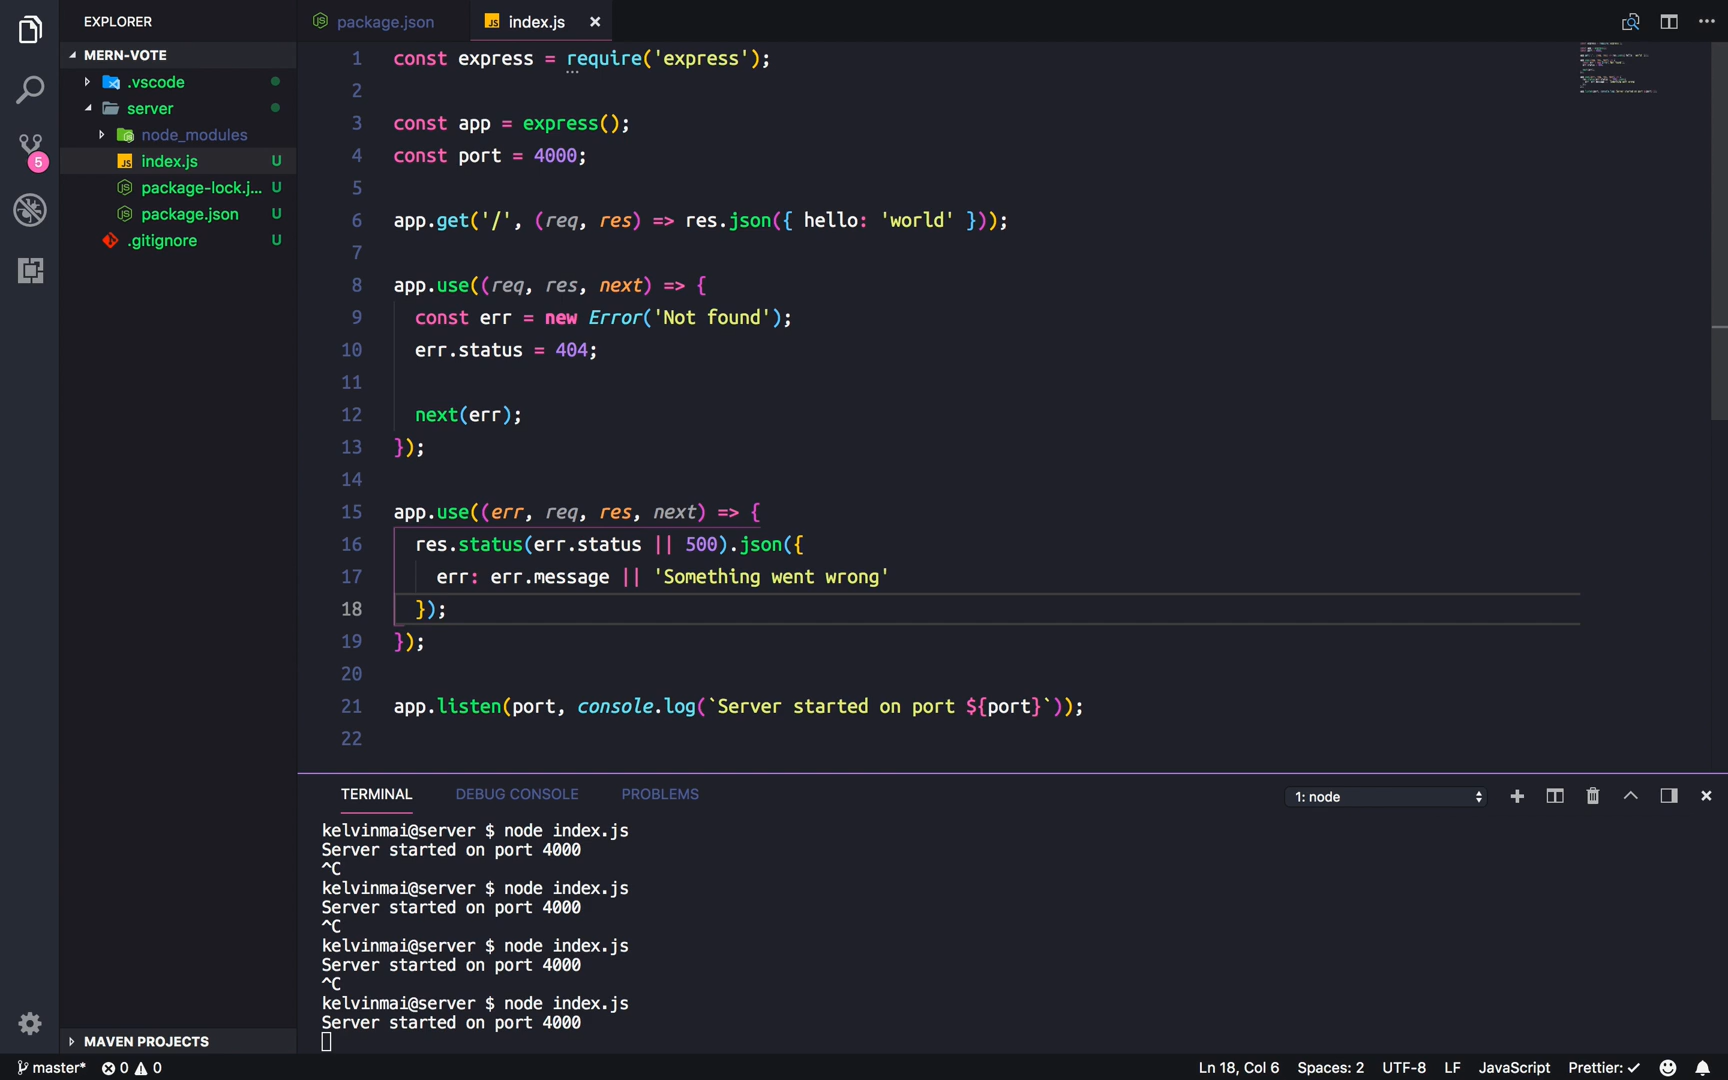 EXPLORER
MERN-VOTE
.vscode
server
node_modules
index.js U
package-lock.j... U
package.json U
.gitignore U
MAVEN PROJECTS
5
package.json
JS index.js
1 const express = require('express');
2
3 const app = express();
4 const port = 4000;
5
6 app.get('/', (req, res) => res.json({ hello: 'world' }));
7
8 app.use((req, res, next) => {
9 const err = new Error('Not found');
10 err.status = 404;
11
12 next(err);
13 });
14
15 app.use((err, req, res, next) => {
16 res.status(err.status || 500).json({
17 err: err.message || 'Something went wrong'
18 });
19 });
20
21 app.listen(port, console.log(`Server started on port ${port}`));
22
TERMINAL DEBUG CONSOLE PROBLEMS 1: node
kelvinmai@server $ node index.js
Server started on port 4000
^C
kelvinmai@server $ node index.js
Server started on port 4000
^C
kelvinmai@server $ node index.js
Server started on port 4000
^C
kelvinmai@server $ node index.js
Server started on port 4000
master* 0 0 Ln 18, Col 6 Spaces: 2 UTF-8 LF JavaScript Prettier: ✓